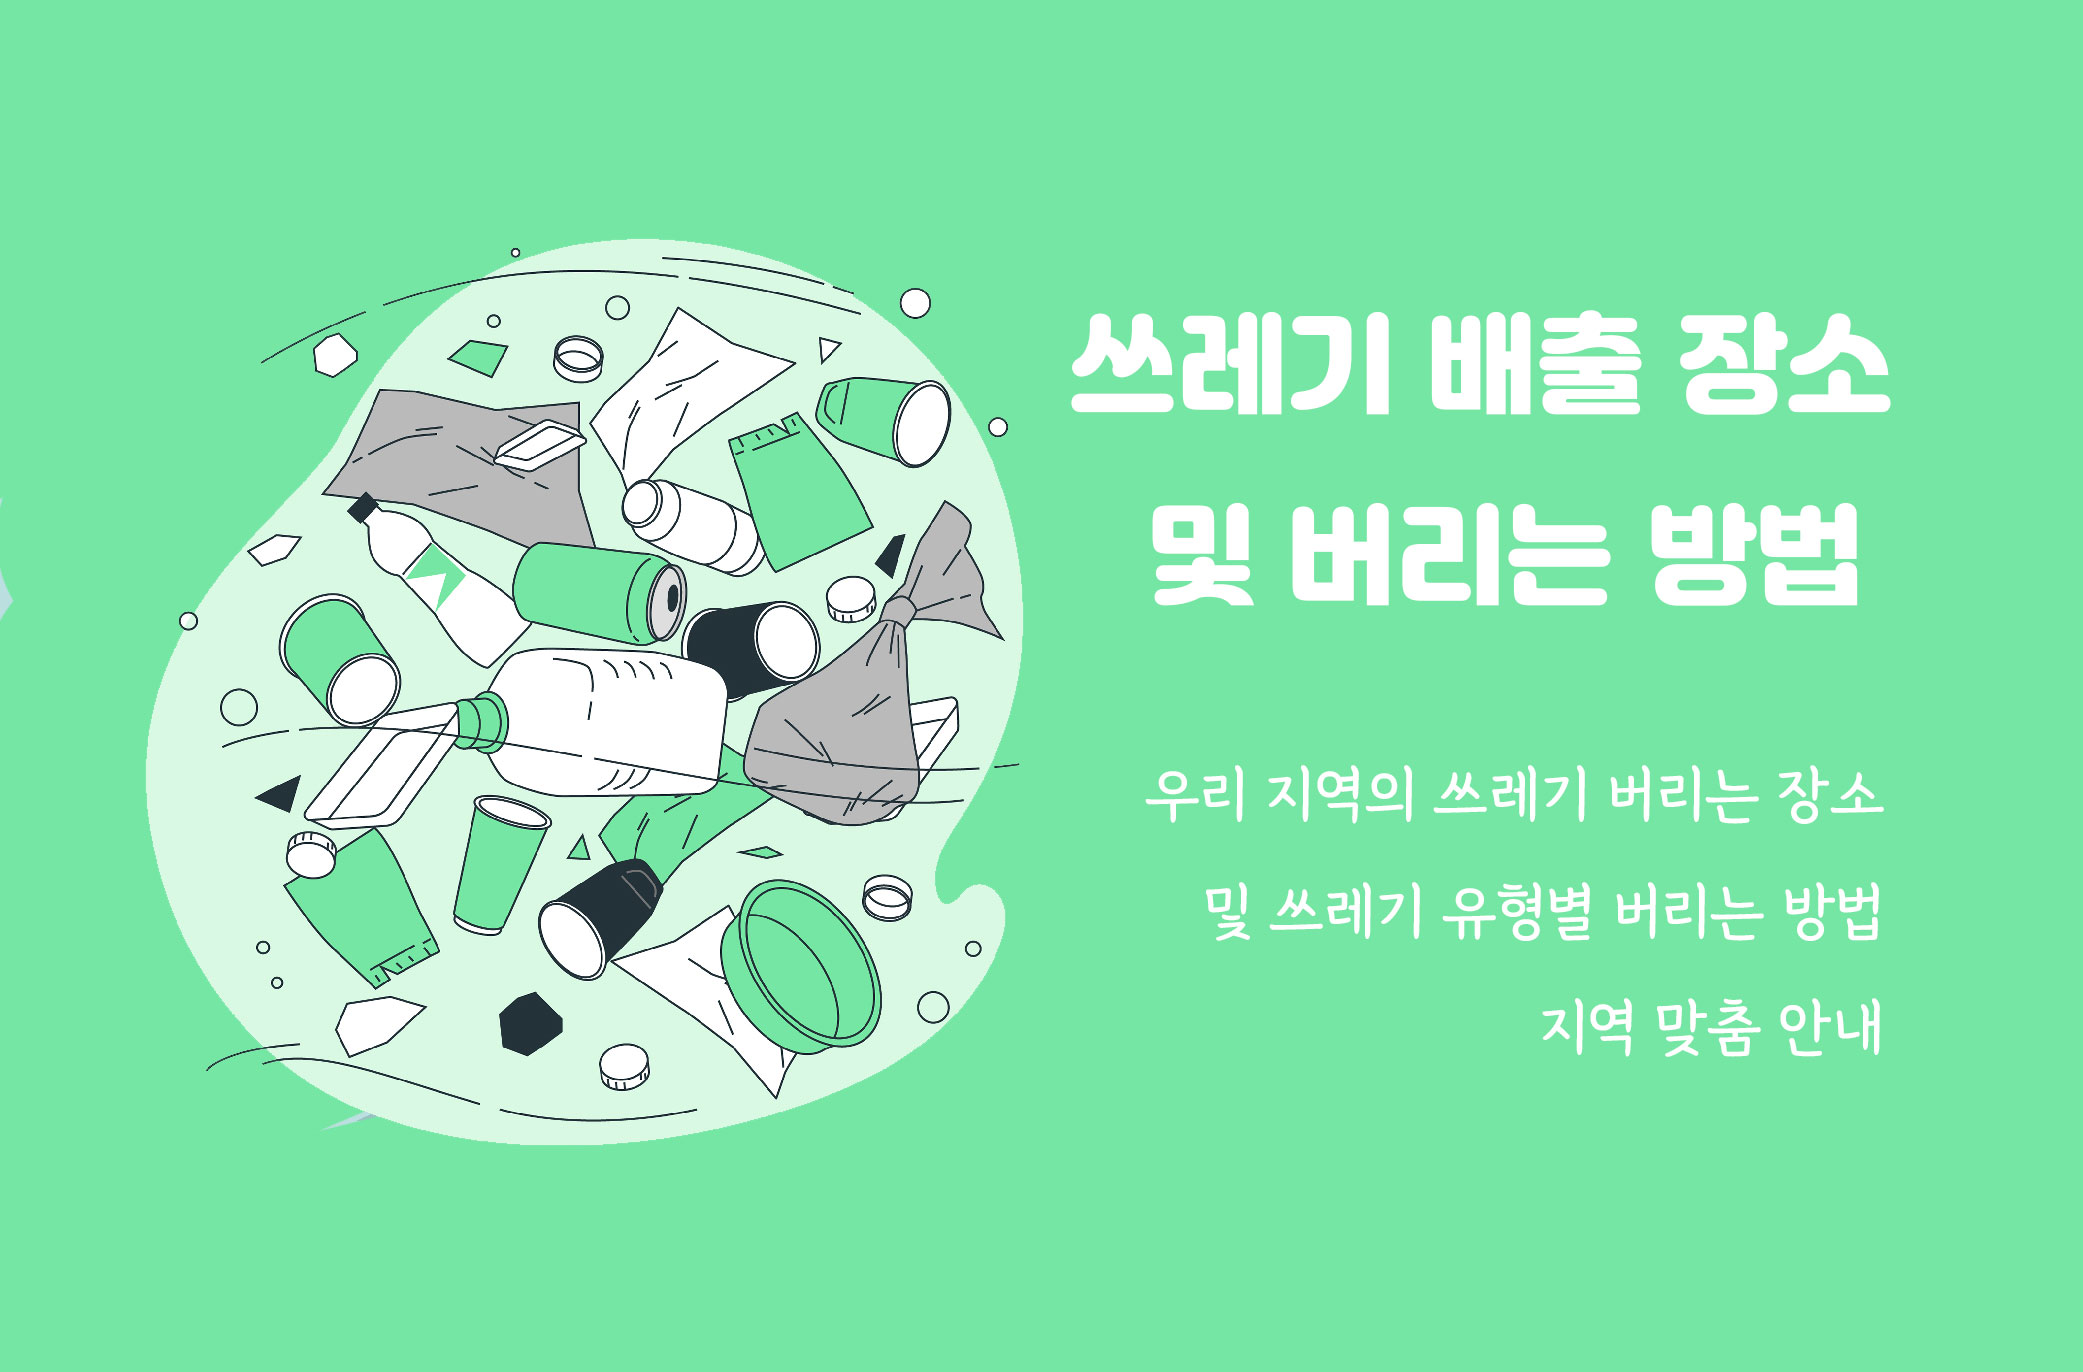 쓰레기 배출 장소
및 버리는 방법
우리 지역의 쓰레기 버리는 장소
및 쓰레기 유형별 버리는 방법
지역 맞춤 안내